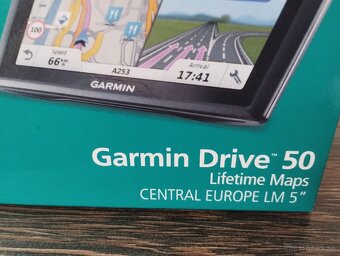 100
Speed
66
A253
Arrival
17:41
GARMIN
Garmin Drive™ 50
Lifetime Maps
CENTRAL EUROPE LM 5”